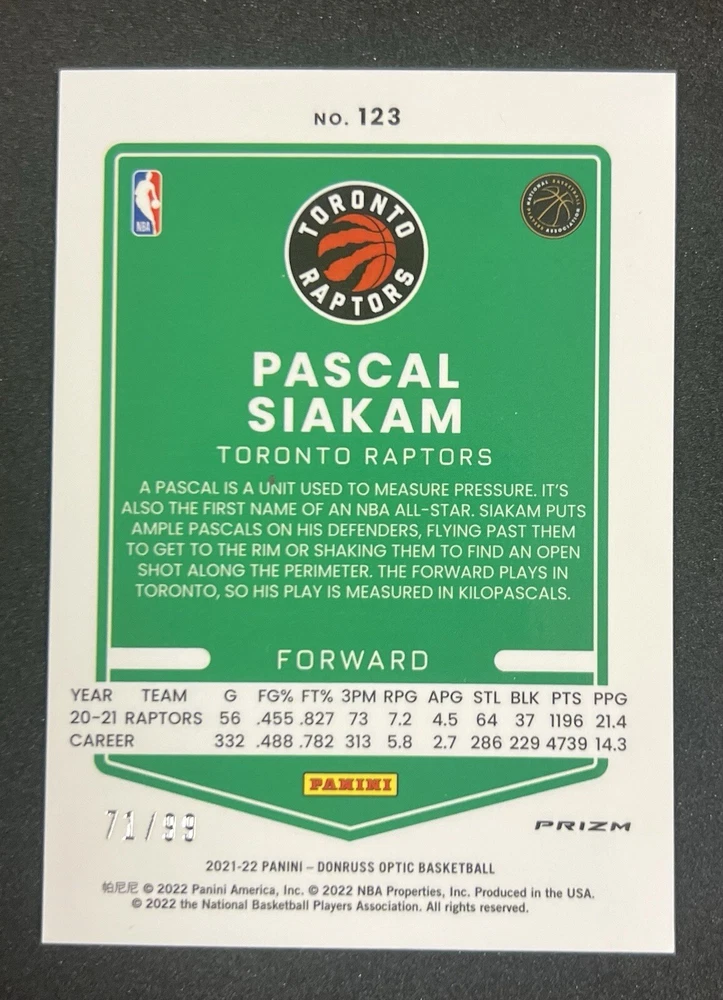 NO. 123
NBA
TORONTO
RAPTORS
NATIONAL BASKETBALL
PLAYERS ASSOCIATION
PASCAL
SIAKAM
TORONTO RAPTORS
A PASCAL IS A UNIT USED TO MEASURE PRESSURE. IT'S
ALSO THE FIRST NAME OF AN NBA ALL-STAR. SIAKAM PUTS
AMPLE PASCALS ON HIS DEFENDERS, FLYING PAST THEM
TO GET TO THE RIM OR SHAKING THEM TO FIND AN OPEN
SHOT ALONG THE PERIMETER. THE FORWARD PLAYS IN
TORONTO, SO HIS PLAY IS MEASURED IN KILOPASCALS.
FORWARD
YEAR TEAM G FG% FT% 3PM RPG APG STL BLK PTS PPG
20-21 RAPTORS 56 .455 .827 73 7.2 4.5 64 37 1196 21.4
CAREER 332 .488 .782 313 5.8 2.7 286 229 4739 14.3
PANINI
71/99
PRIZM
2021-22 PANINI – DONRUSS OPTIC BASKETBALL
帕尼尼 © 2022 Panini America, Inc. © 2022 NBA Properties, Inc. Produced in the USA.
© 2022 the National Basketball Players Association. All rights reserved.